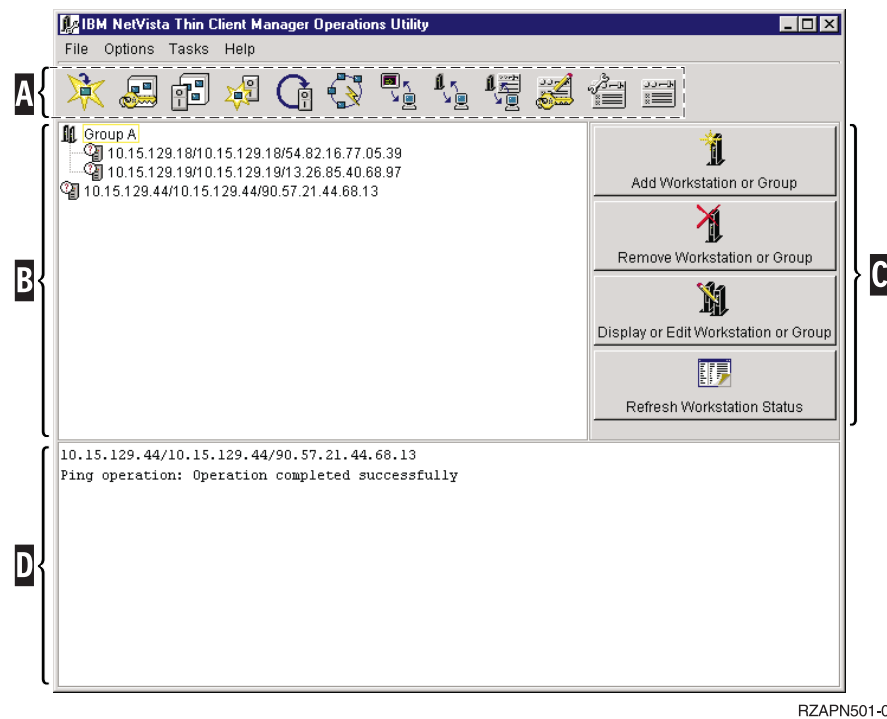 IBM NetVista Thin Client Manager Operations Utility
File Options Tasks Help
A
B
Group A
10.15.129.18/10.15.129.18/54.82.16.77.05.39
10.15.129.19/10.15.129.19/13.26.85.40.68.97
10.15.129.44/10.15.129.44/90.57.21.44.68.13
Add Workstation or Group
Remove Workstation or Group
Display or Edit Workstation or Group
Refresh Workstation Status
C
D
10.15.129.44/10.15.129.44/90.57.21.44.68.13
Ping operation: Operation completed successfully
RZAPN501-0